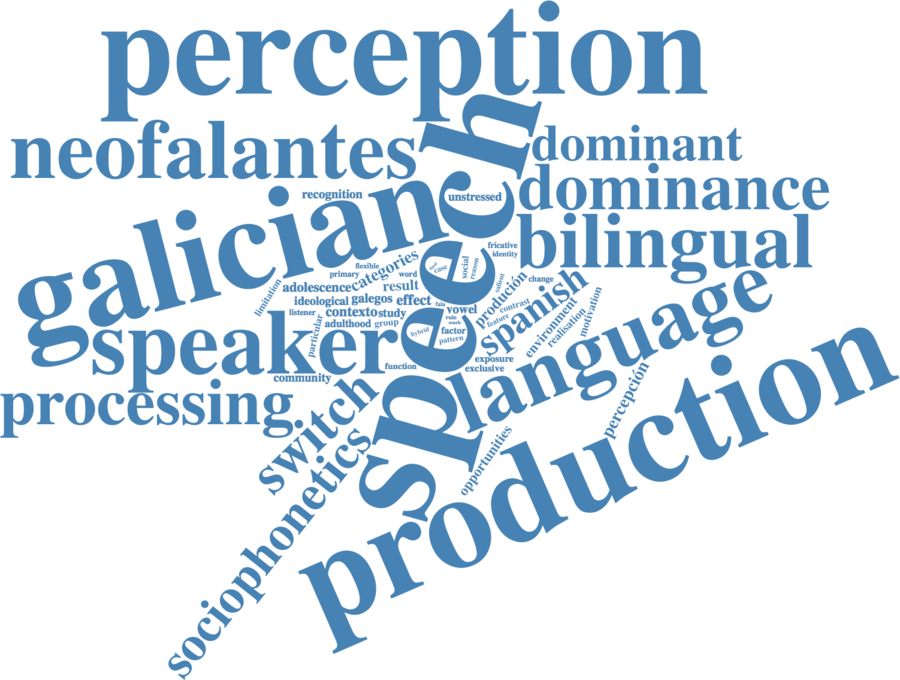 perception
speech
neofalantes
dominant
dominance
galician
recognition
unstressed
bilingual
fricative
identity
categories
flexible
primary
word
case
social
reason
limitation
adolescence
result
salient
produción
change
language
ideological
galegos
effect
fala
contrast
spanish
listener
contexto
study
vowel
feature
environment
realisation
motivation
speaker
particular
adulthood
group
hybrid
role
work
factor
pattern
function
exposure
exclusive
community
percepción
processing
switch
opportunities
production
sociophonetics